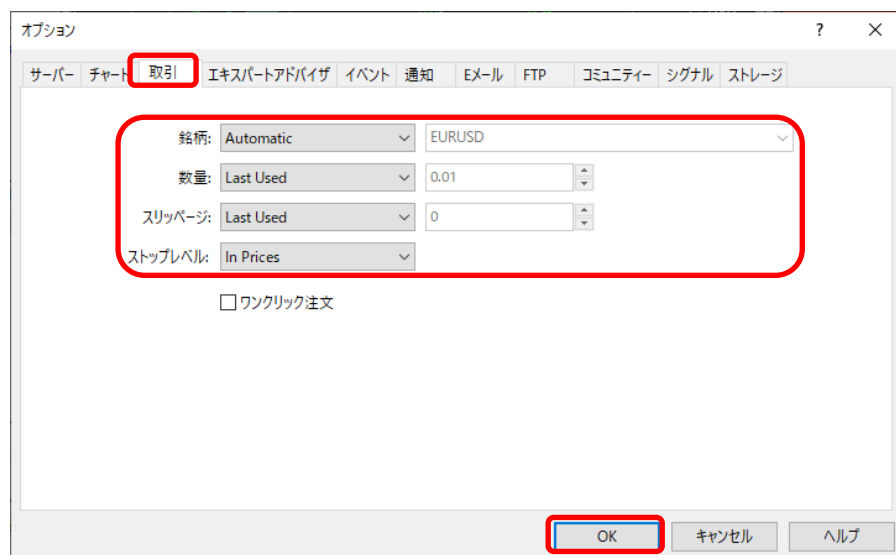 オプション ?
サーバー チャート 取引 エキスパートアドバイザ イベント 通知 Eメール FTP コミュニティー シグナル ストレージ
銘柄: Automatic EURUSD
数量: Last Used 0.01
スリッページ: Last Used 0
ストップレベル: In Prices
ワンクリック注文
OK キャンセル ヘルプ